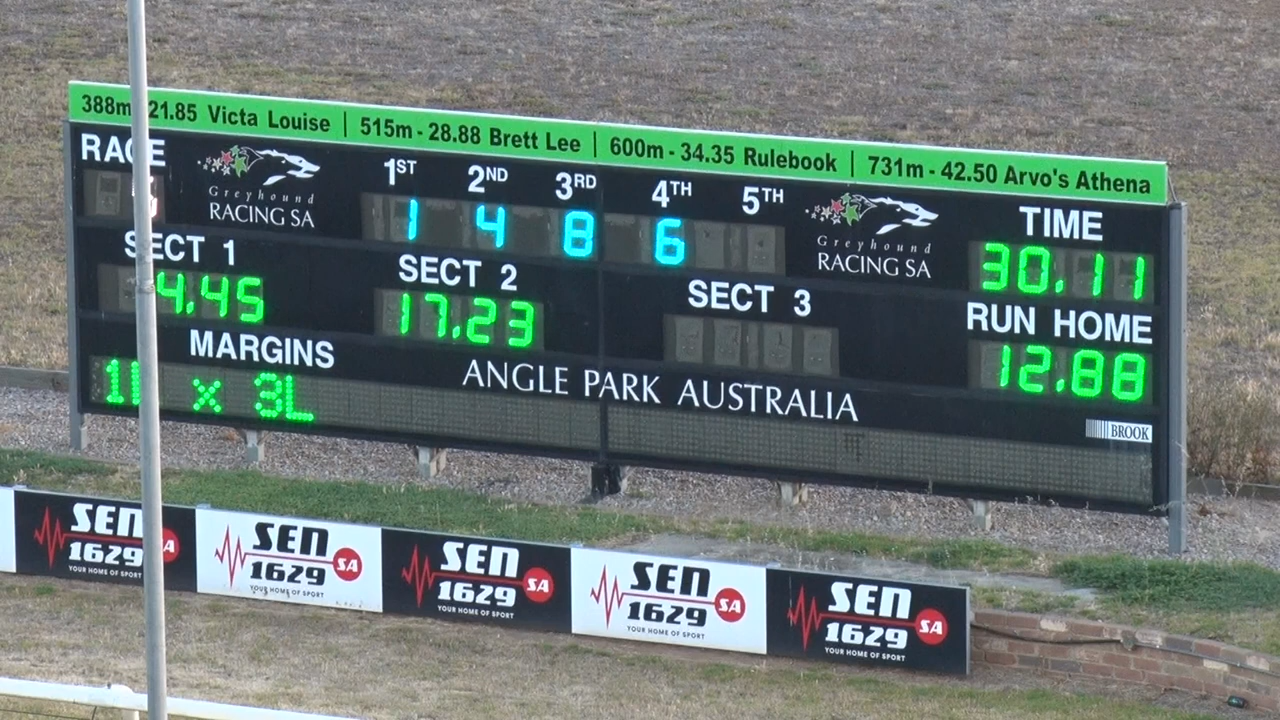 388m 21.85 Victa Louise | 515m - 28.88 Brett Lee | 600m - 34.35 Rulebook | 731m - 42.50 Arvo's Athena
RACE
Greyhound
RACING SA
1ST 2ND 3RD 4TH 5TH
1 4 8 6
Greyhound
RACING SA
TIME
30.11
SECT 1
4.45
SECT 2
17.23
SECT 3
RUN HOME
12.88
MARGINS
x 3L
ANGLE PARK AUSTRALIA
BROOK
SEN
1629 SA
YOUR HOME OF SPORT
SEN
1629 SA
YOUR HOME OF SPORT
SEN
1629 SA
YOUR HOME OF SPORT
SEN
1629 SA
YOUR HOME OF SPORT
SEN
1629 SA
YOUR HOME OF SPORT